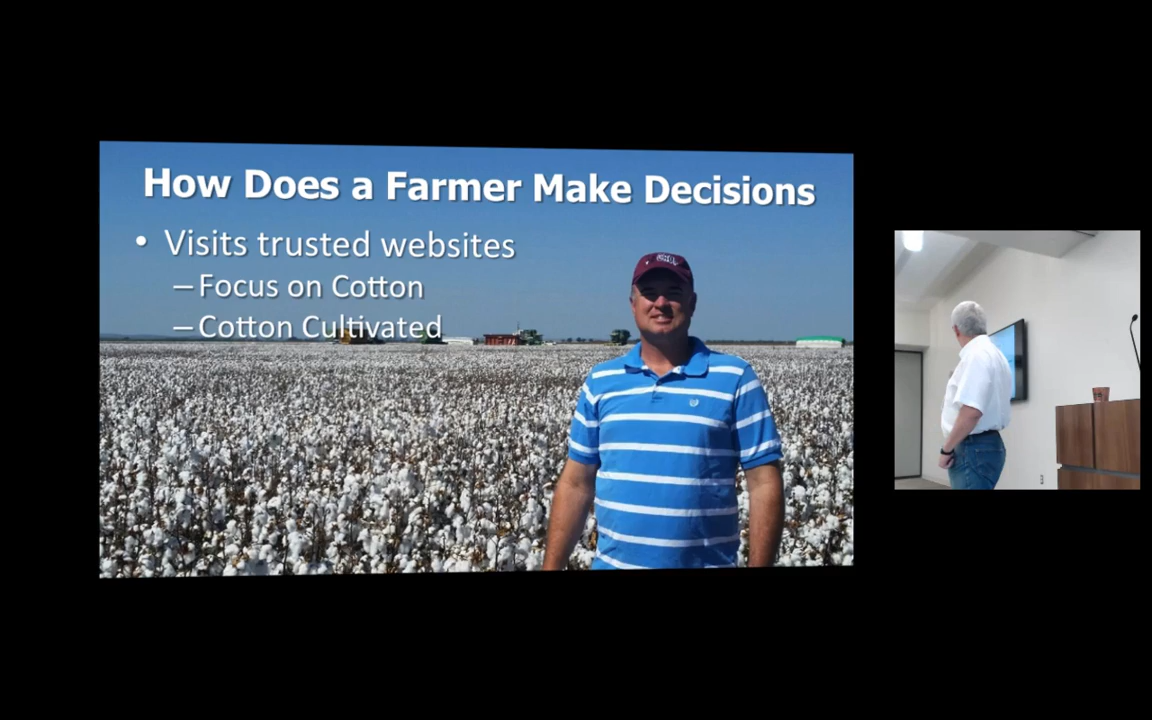 How Does a Farmer Make Decisions
• Visits trusted websites
– Focus on Cotton
– Cotton Cultivated